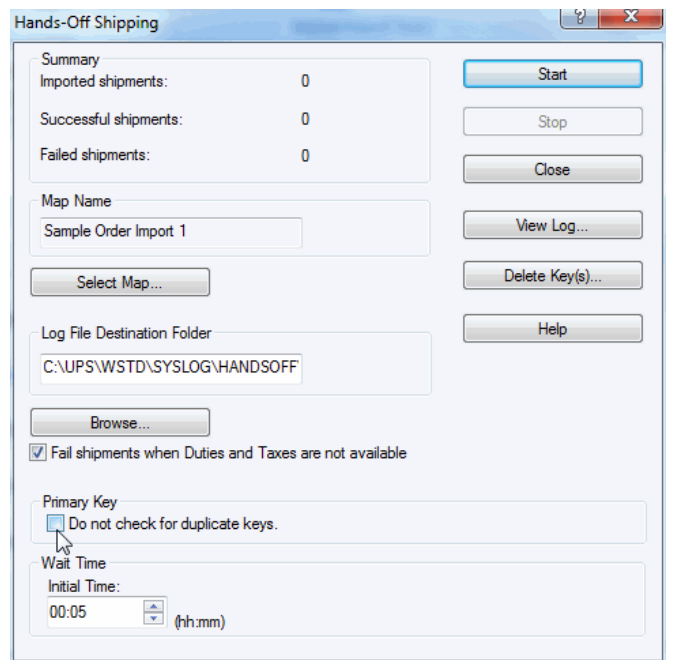 Hands-Off Shipping
?
X
Summary
Imported shipments: 0
Successful shipments: 0
Failed shipments: 0
Start
Stop
Close
Map Name
Sample Order Import 1
View Log...
Select Map...
Delete Key(s)...
Log File Destination Folder
C:\UPS\WSTD\SYSLOG\HANDSOFF
Help
Browse...
Fail shipments when Duties and Taxes are not available
Primary Key
Do not check for duplicate keys.
Wait Time
Initial Time:
00:05 (hh:mm)